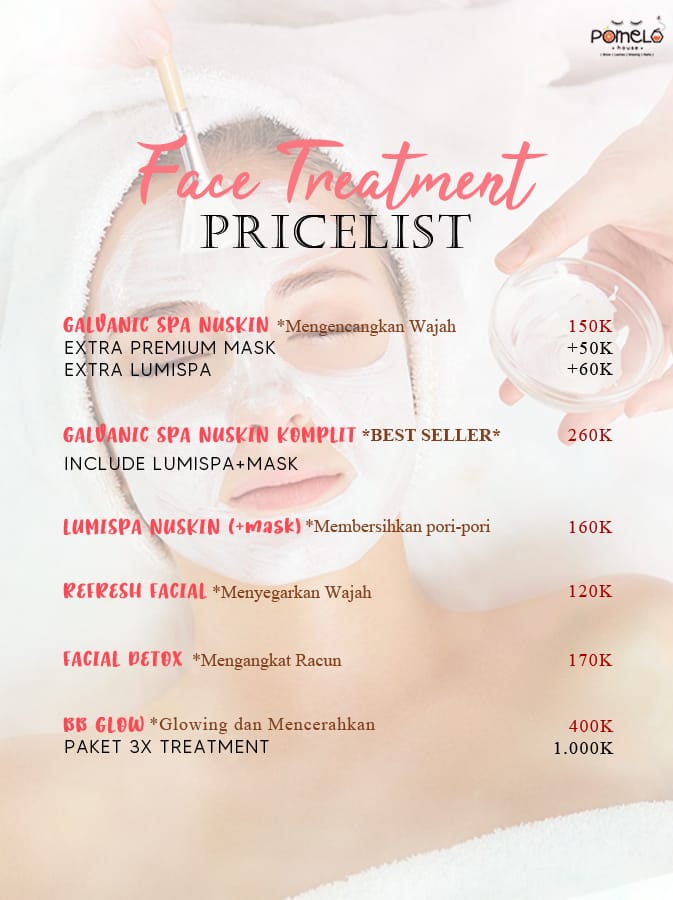 POMELO
house
Face Treatment
PRICELIST
GALVANIC SPA NUSKIN *Mengencangkan Wajah 150K
EXTRA PREMIUM MASK +50K
EXTRA LUMISPA +60K
GALVANIC SPA NUSKIN KOMPLIT *BEST SELLER* 260K
INCLUDE LUMISPA+MASK
LUMISPA NUSKIN (+mask) *Membersihkan pori-pori 160K
REFRESH FACIAL *Menyegarkan Wajah 120K
FACIAL DETOX *Mengangkat Racun 170K
BB GLOW *Glowing dan Mencerahkan 400K
PAKET 3X TREATMENT 1.000K